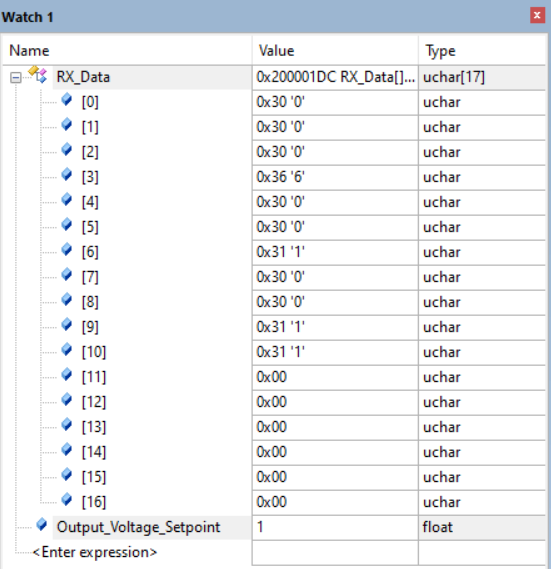 Watch 1
Name Value Type
RX_Data 0x200001DC RX_Data[]... uchar[17]
[0] 0x30 '0' uchar
[1] 0x30 '0' uchar
[2] 0x30 '0' uchar
[3] 0x36 '6' uchar
[4] 0x30 '0' uchar
[5] 0x30 '0' uchar
[6] 0x31 '1' uchar
[7] 0x30 '0' uchar
[8] 0x30 '0' uchar
[9] 0x31 '1' uchar
[10] 0x31 '1' uchar
[11] 0x00 uchar
[12] 0x00 uchar
[13] 0x00 uchar
[14] 0x00 uchar
[15] 0x00 uchar
[16] 0x00 uchar
Output_Voltage_Setpoint 1 float
<Enter expression>